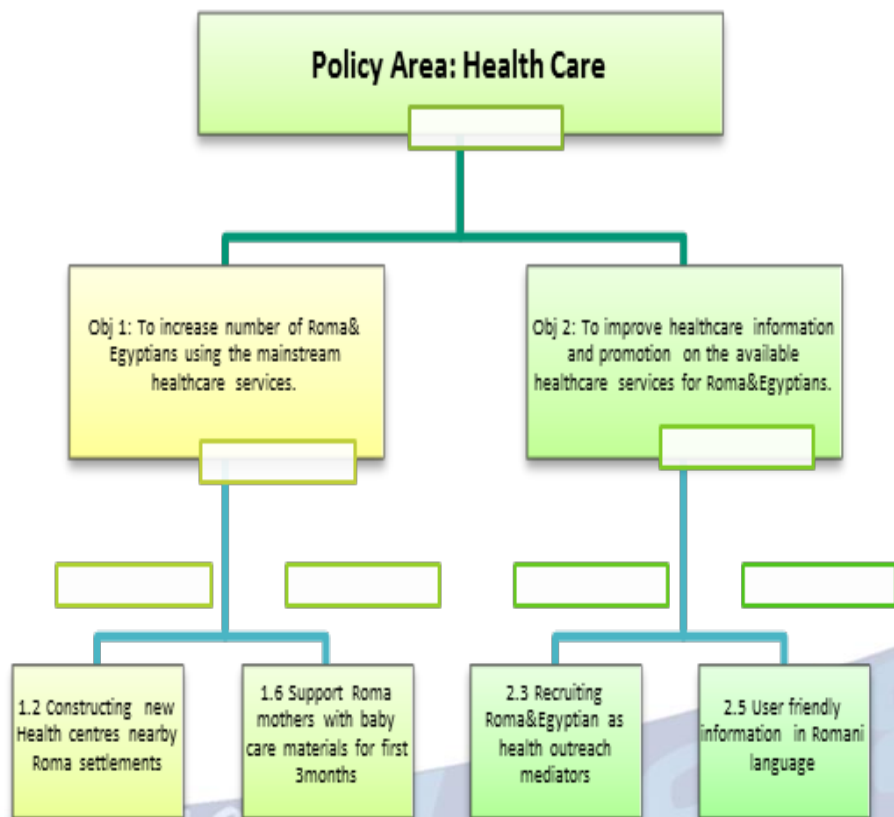 Policy Area: Health Care
Obj 1: To increase number of Roma&
Egyptians using the mainstream
healthcare services.
Obj 2: To improve healthcare information
and promotion on the available
healthcare services for Roma&Egyptians.
1.2 Constructing new
Health centres nearby
Roma settlements
1.6 Support Roma
mothers with baby
care materials for first
3months
2.3 Recruiting
Roma&Egyptian as
health outreach
mediators
2.5 User friendly
information in Romani
language